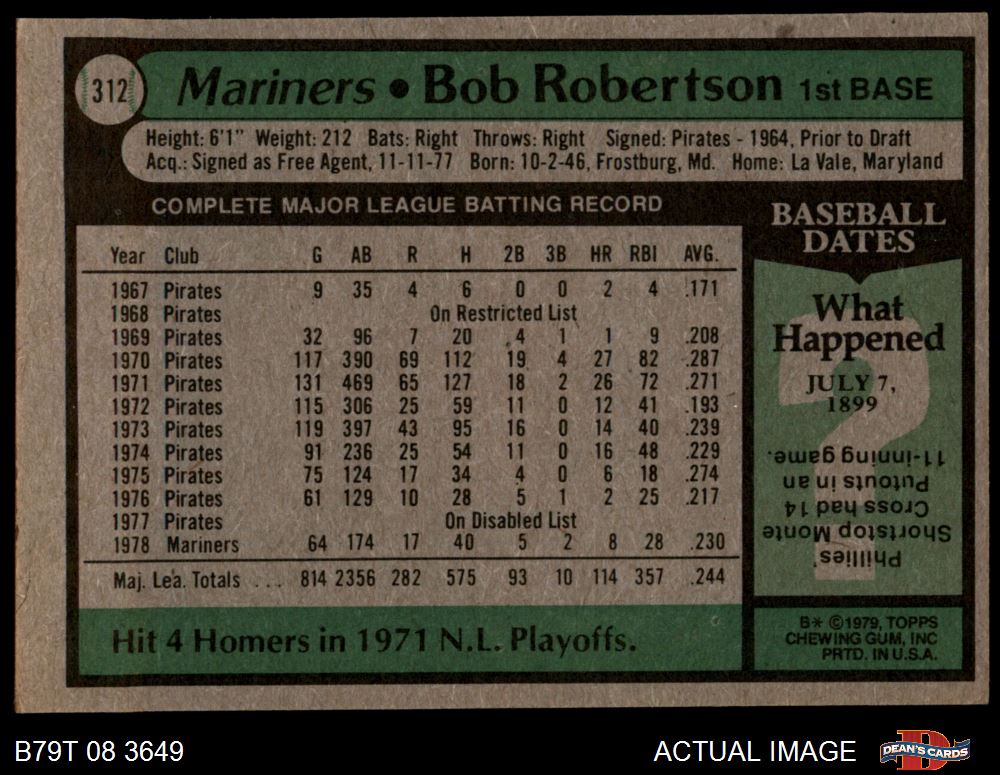 312 Mariners • Bob Robertson 1st BASE
Height: 6'1" Weight: 212 Bats: Right Throws: Right Signed: Pirates - 1964, Prior to Draft
Acq.: Signed as Free Agent, 11-11-77 Born: 10-2-46, Frostburg, Md. Home: La Vale, Maryland
COMPLETE MAJOR LEAGUE BATTING RECORD
Year Club G AB R H 2B 3B HR RBI AVG.
1967 Pirates 9 35 4 6 0 0 2 4 .171
1968 Pirates On Restricted List
1969 Pirates 32 96 7 20 4 1 1 9 .208
1970 Pirates 117 390 69 112 19 4 27 82 .287
1971 Pirates 131 469 65 127 18 2 26 72 .271
1972 Pirates 115 306 25 59 11 0 12 41 .193
1973 Pirates 119 397 43 95 16 0 14 40 .239
1974 Pirates 91 236 25 54 11 0 16 48 .229
1975 Pirates 75 124 17 34 4 0 6 18 .274
1976 Pirates 61 129 10 28 5 1 2 25 .217
1977 Pirates On Disabled List
1978 Mariners 64 174 17 40 5 2 8 28 .230
Maj. Lea. Totals ... 814 2356 282 575 93 10 114 357 .244
Hit 4 Homers in 1971 N.L. Playoffs.
BASEBALL
DATES
What
Happened
JULY 7,
1899
?
Phillies'
Shortstop Monte
Cross had 14
Putouts in an
11-inning game.
B* ©1979, TOPPS
CHEWING GUM, INC
PRTD. IN U.S.A.
B79T 08 3649
ACTUAL IMAGE
D
DEAN'S CARDS